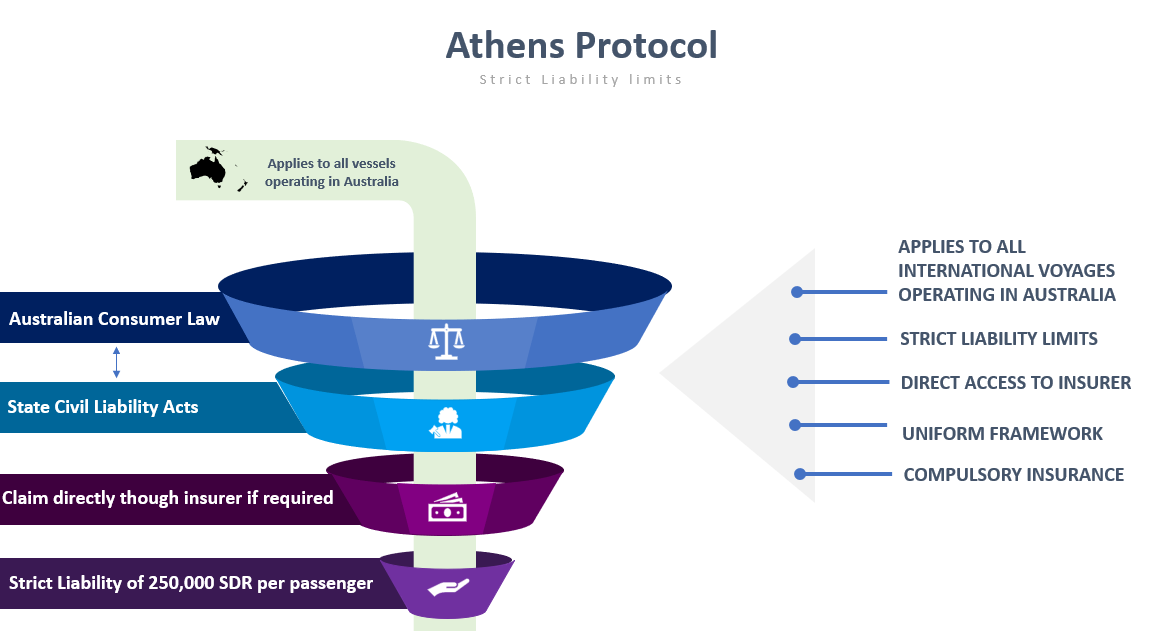 Athens Protocol
Strict Liability limits
Applies to all vessels
operating in Australia
Australian Consumer Law
State Civil Liability Acts
Claim directly though insurer if required
Strict Liability of 250,000 SDR per passenger
APPLIES TO ALL
INTERNATIONAL VOYAGES
OPERATING IN AUSTRALIA
STRICT LIABILITY LIMITS
DIRECT ACCESS TO INSURER
UNIFORM FRAMEWORK
COMPULSORY INSURANCE